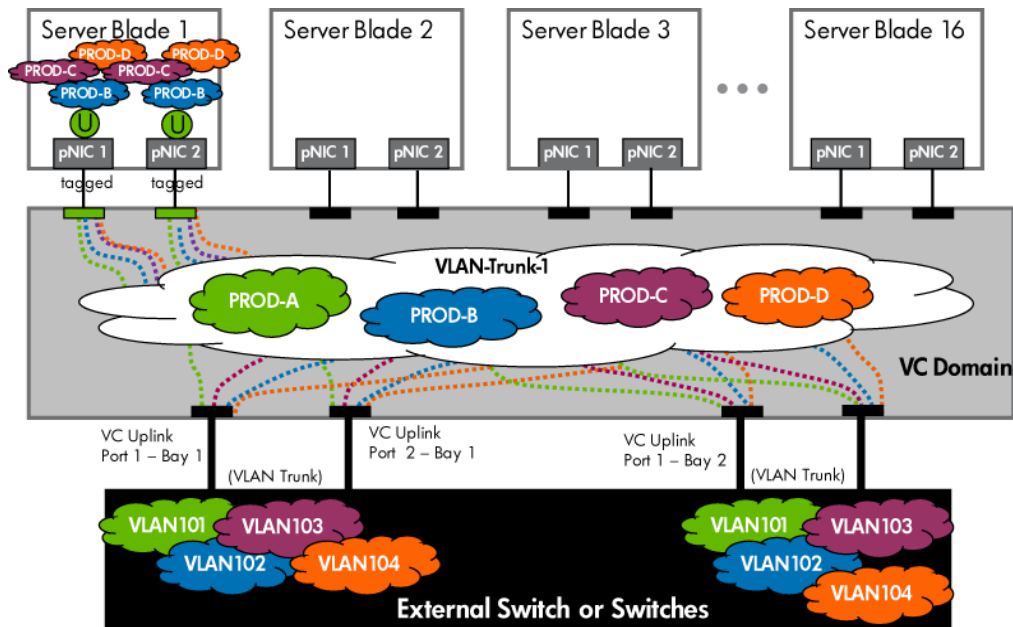 Server Blade 1
Server Blade 2
Server Blade 3
Server Blade 16
PROD-D
PROD-D
PROD-C
PROD-C
PROD-B
PROD-B
U
U
pNIC 1
pNIC 2
pNIC 1
pNIC 2
pNIC 1
pNIC 2
pNIC 1
pNIC 2
tagged
tagged
VLAN-Trunk-1
PROD-A
PROD-B
PROD-C
PROD-D
VC Domain
VC Uplink
Port 1 – Bay 1
VC Uplink
Port 2 – Bay 1
VC Uplink
Port 1 – Bay 2
(VLAN Trunk)
(VLAN Trunk)
VLAN101
VLAN103
VLAN102
VLAN104
VLAN101
VLAN103
VLAN102
VLAN104
External Switch or Switches